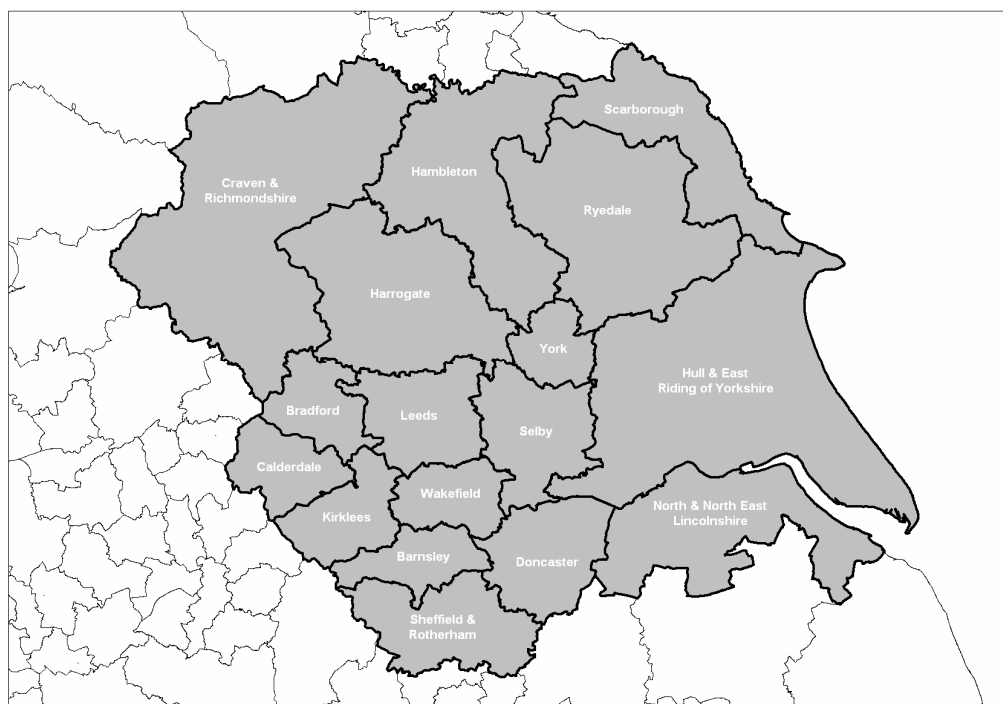 Scarborough
Craven &
Richmondshire
Hambleton
Ryedale
Harrogate
York
Hull & East
Riding of Yorkshire
Bradford
Leeds
Selby
Calderdale
Wakefield
Kirklees
North & North East
Lincolnshire
Barnsley
Doncaster
Sheffield &
Rotherham